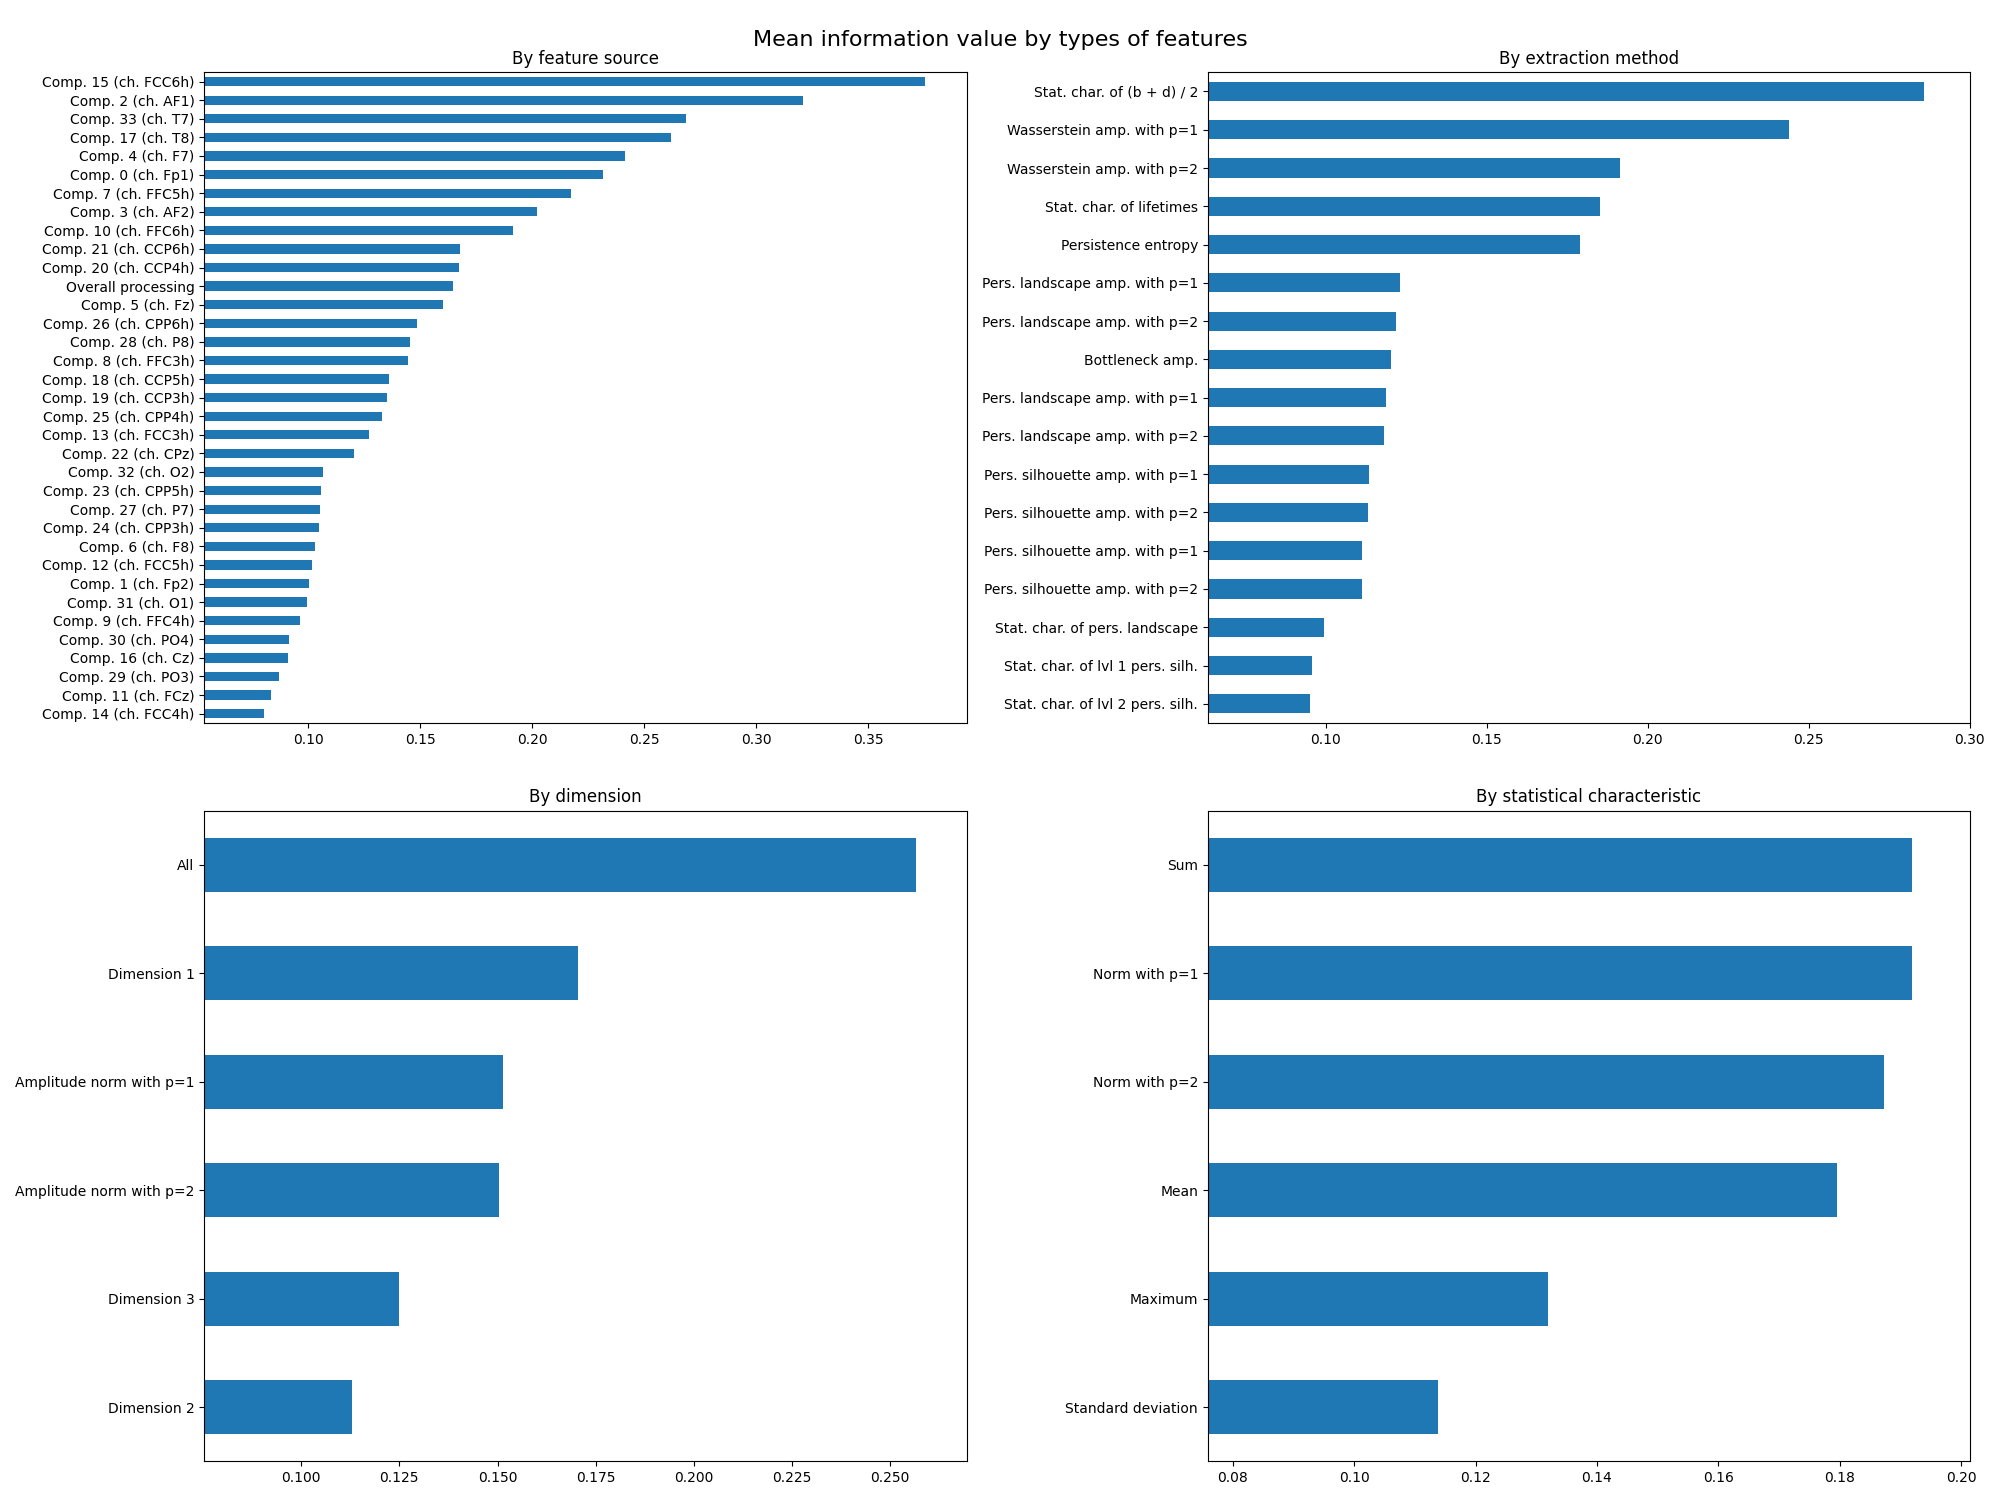 Mean information value by types of features
By feature source
Comp. 15 (ch. FCC6h)
Comp. 2 (ch. AF1)
Comp. 33 (ch. T7)
Comp. 17 (ch. T8)
Comp. 4 (ch. F7)
Comp. 0 (ch. Fp1)
Comp. 7 (ch. FFC5h)
Comp. 3 (ch. AF2)
Comp. 10 (ch. FFC6h)
Comp. 21 (ch. CCP6h)
Comp. 20 (ch. CCP4h)
Overall processing
Comp. 5 (ch. Fz)
Comp. 26 (ch. CPP6h)
Comp. 28 (ch. P8)
Comp. 8 (ch. FFC3h)
Comp. 18 (ch. CCP5h)
Comp. 19 (ch. CCP3h)
Comp. 25 (ch. CPP4h)
Comp. 13 (ch. FCC3h)
Comp. 22 (ch. CPz)
Comp. 32 (ch. O2)
Comp. 23 (ch. CPP5h)
Comp. 27 (ch. P7)
Comp. 24 (ch. CPP3h)
Comp. 6 (ch. F8)
Comp. 12 (ch. FCC5h)
Comp. 1 (ch. Fp2)
Comp. 31 (ch. O1)
Comp. 9 (ch. FFC4h)
Comp. 30 (ch. PO4)
Comp. 16 (ch. Cz)
Comp. 29 (ch. PO3)
Comp. 11 (ch. FCz)
Comp. 14 (ch. FCC4h)
0.10 0.15 0.20 0.25 0.30 0.35
By extraction method
Stat. char. of (b + d) / 2
Wasserstein amp. with p=1
Wasserstein amp. with p=2
Stat. char. of lifetimes
Persistence entropy
Pers. landscape amp. with p=1
Pers. landscape amp. with p=2
Bottleneck amp.
Pers. landscape amp. with p=1
Pers. landscape amp. with p=2
Pers. silhouette amp. with p=1
Pers. silhouette amp. with p=2
Pers. silhouette amp. with p=1
Pers. silhouette amp. with p=2
Stat. char. of pers. landscape
Stat. char. of lvl 1 pers. silh.
Stat. char. of lvl 2 pers. silh.
0.10 0.15 0.20 0.25 0.30
By dimension
All
Dimension 1
Amplitude norm with p=1
Amplitude norm with p=2
Dimension 3
Dimension 2
0.100 0.125 0.150 0.175 0.200 0.225 0.250
By statistical characteristic
Sum
Norm with p=1
Norm with p=2
Mean
Maximum
Standard deviation
0.08 0.10 0.12 0.14 0.16 0.18 0.20